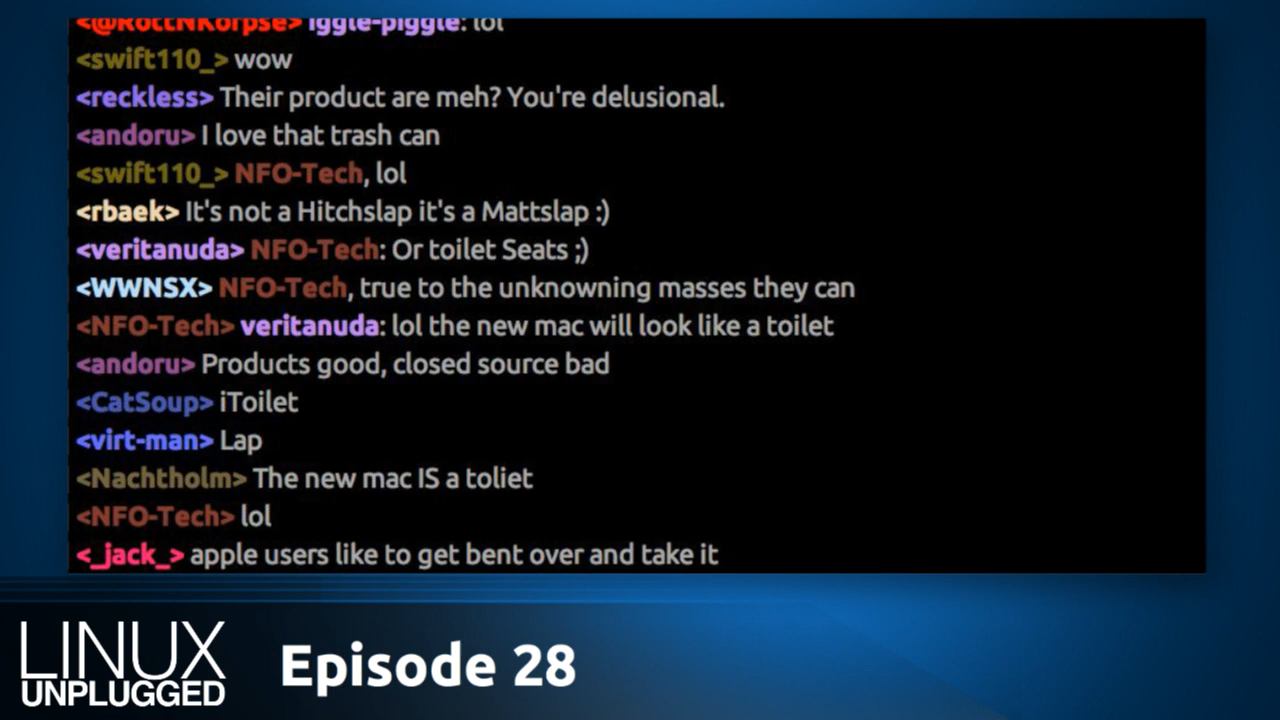 <@RottNKorpse> iggle-piggle: lol
<swift110_> wow
<reckless> Their product are meh? You're delusional.
<andoru> I love that trash can
<swift110_> NFO-Tech, lol
<rbaek> It's not a Hitchslap it's a Mattslap :)
<veritanuda> NFO-Tech: Or toilet Seats ;)
<WWNSX> NFO-Tech, true to the unknowning masses they can
<NFO-Tech> veritanuda: lol the new mac will look like a toilet
<andoru> Products good, closed source bad
<CatSoup> iToilet
<virt-man> Lap
<Nachtholm> The new mac IS a toliet
<NFO-Tech> lol
<_jack_> apple users like to get bent over and take it
LINUX
UNPLUGGED
Episode 28